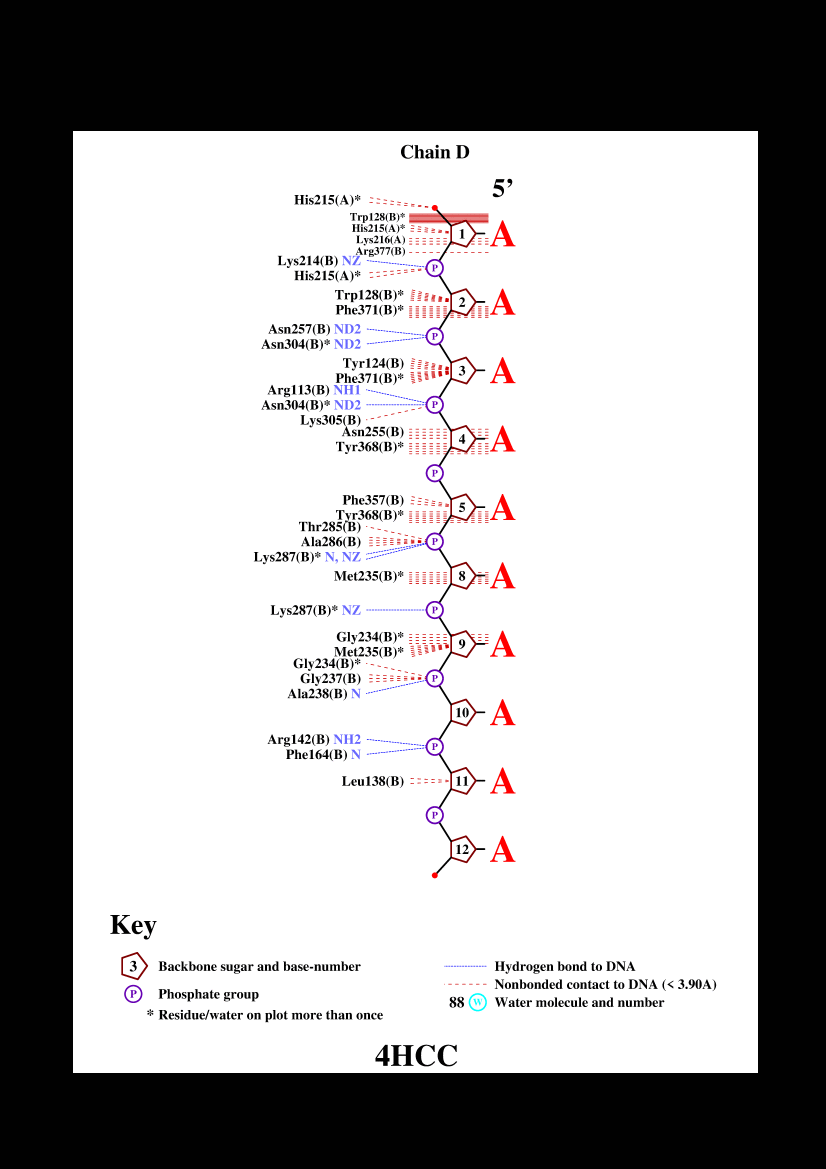 Chain D
5’
His215(A)*
Trp128(B)*
His215(A)*
1 A
Lys216(A)
Arg377(B)
Lys214(B) NZ
P
His215(A)*
Trp128(B)*
2 A
Phe371(B)*
Asn257(B) ND2
P
Asn304(B)* ND2
Tyr124(B)
3 A
Phe371(B)*
Arg113(B) NH1
Asn304(B)* ND2
P
Lys305(B)
Asn255(B)
4 A
Tyr368(B)*
P
Phe357(B)
5 A
Tyr368(B)*
Thr285(B)
Ala286(B)
P
Lys287(B)* N, NZ
Met235(B)*
8 A
Lys287(B)* NZ
P
Gly234(B)*
9 A
Met235(B)*
Gly234(B)*
Gly237(B)
P
Ala238(B) N
10 A
Arg142(B) NH2
P
Phe164(B) N
Leu138(B)
11 A
P
12 A
Key
3 Backbone sugar and base-number
P Phosphate group
* Residue/water on plot more than once
Hydrogen bond to DNA
Nonbonded contact to DNA (< 3.90A)
88 W Water molecule and number
4HCC